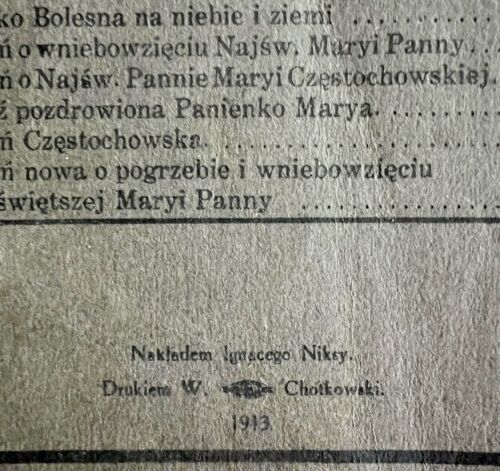 ko Bolesna na niebie i ziemi ..........
ń o wniebowzięciu Najśw. Maryi Panny..
ń o Najśw. Pannie Maryi Częstochowskiej.
ź pozdrowiona Panienko Marya.........
ń Częstochowska......................
ń nowa o pogrzebie i wniebowzięciu
świętszej Maryi Panny ..............
Nakładem Ignacego Niksy.
Drukiem W. Chotkowski.
1913